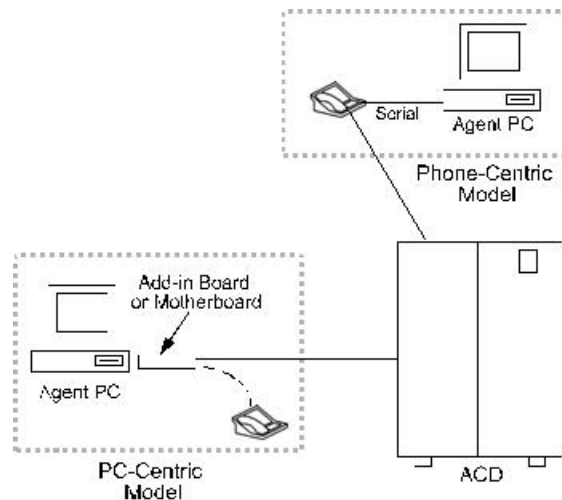 Serial
Agent PC
Phone-Centric
Model
Add-in Board
or Motherboard
Agent PC
PC-Centric
Model
ACD